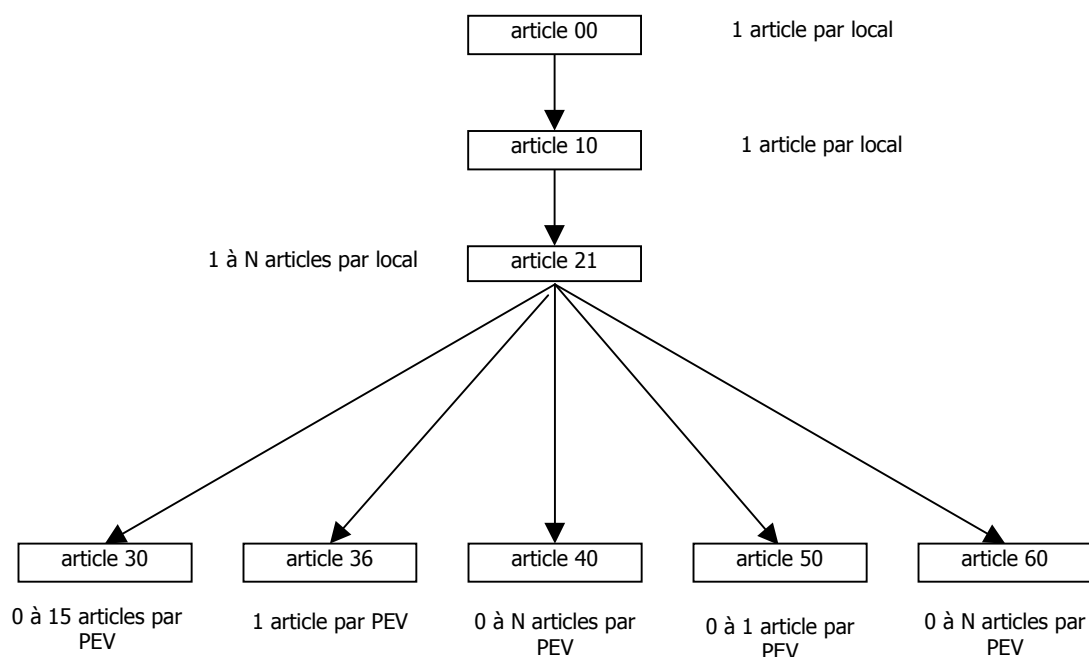 article 00
1 article par local
article 10
1 article par local
1 à N articles par local
article 21
article 30
article 36
article 40
article 50
article 60
0 à 15 articles par
PEV
1 article par PEV
0 à N articles par
PEV
0 à 1 article par
PEV
0 à N articles par
PEV